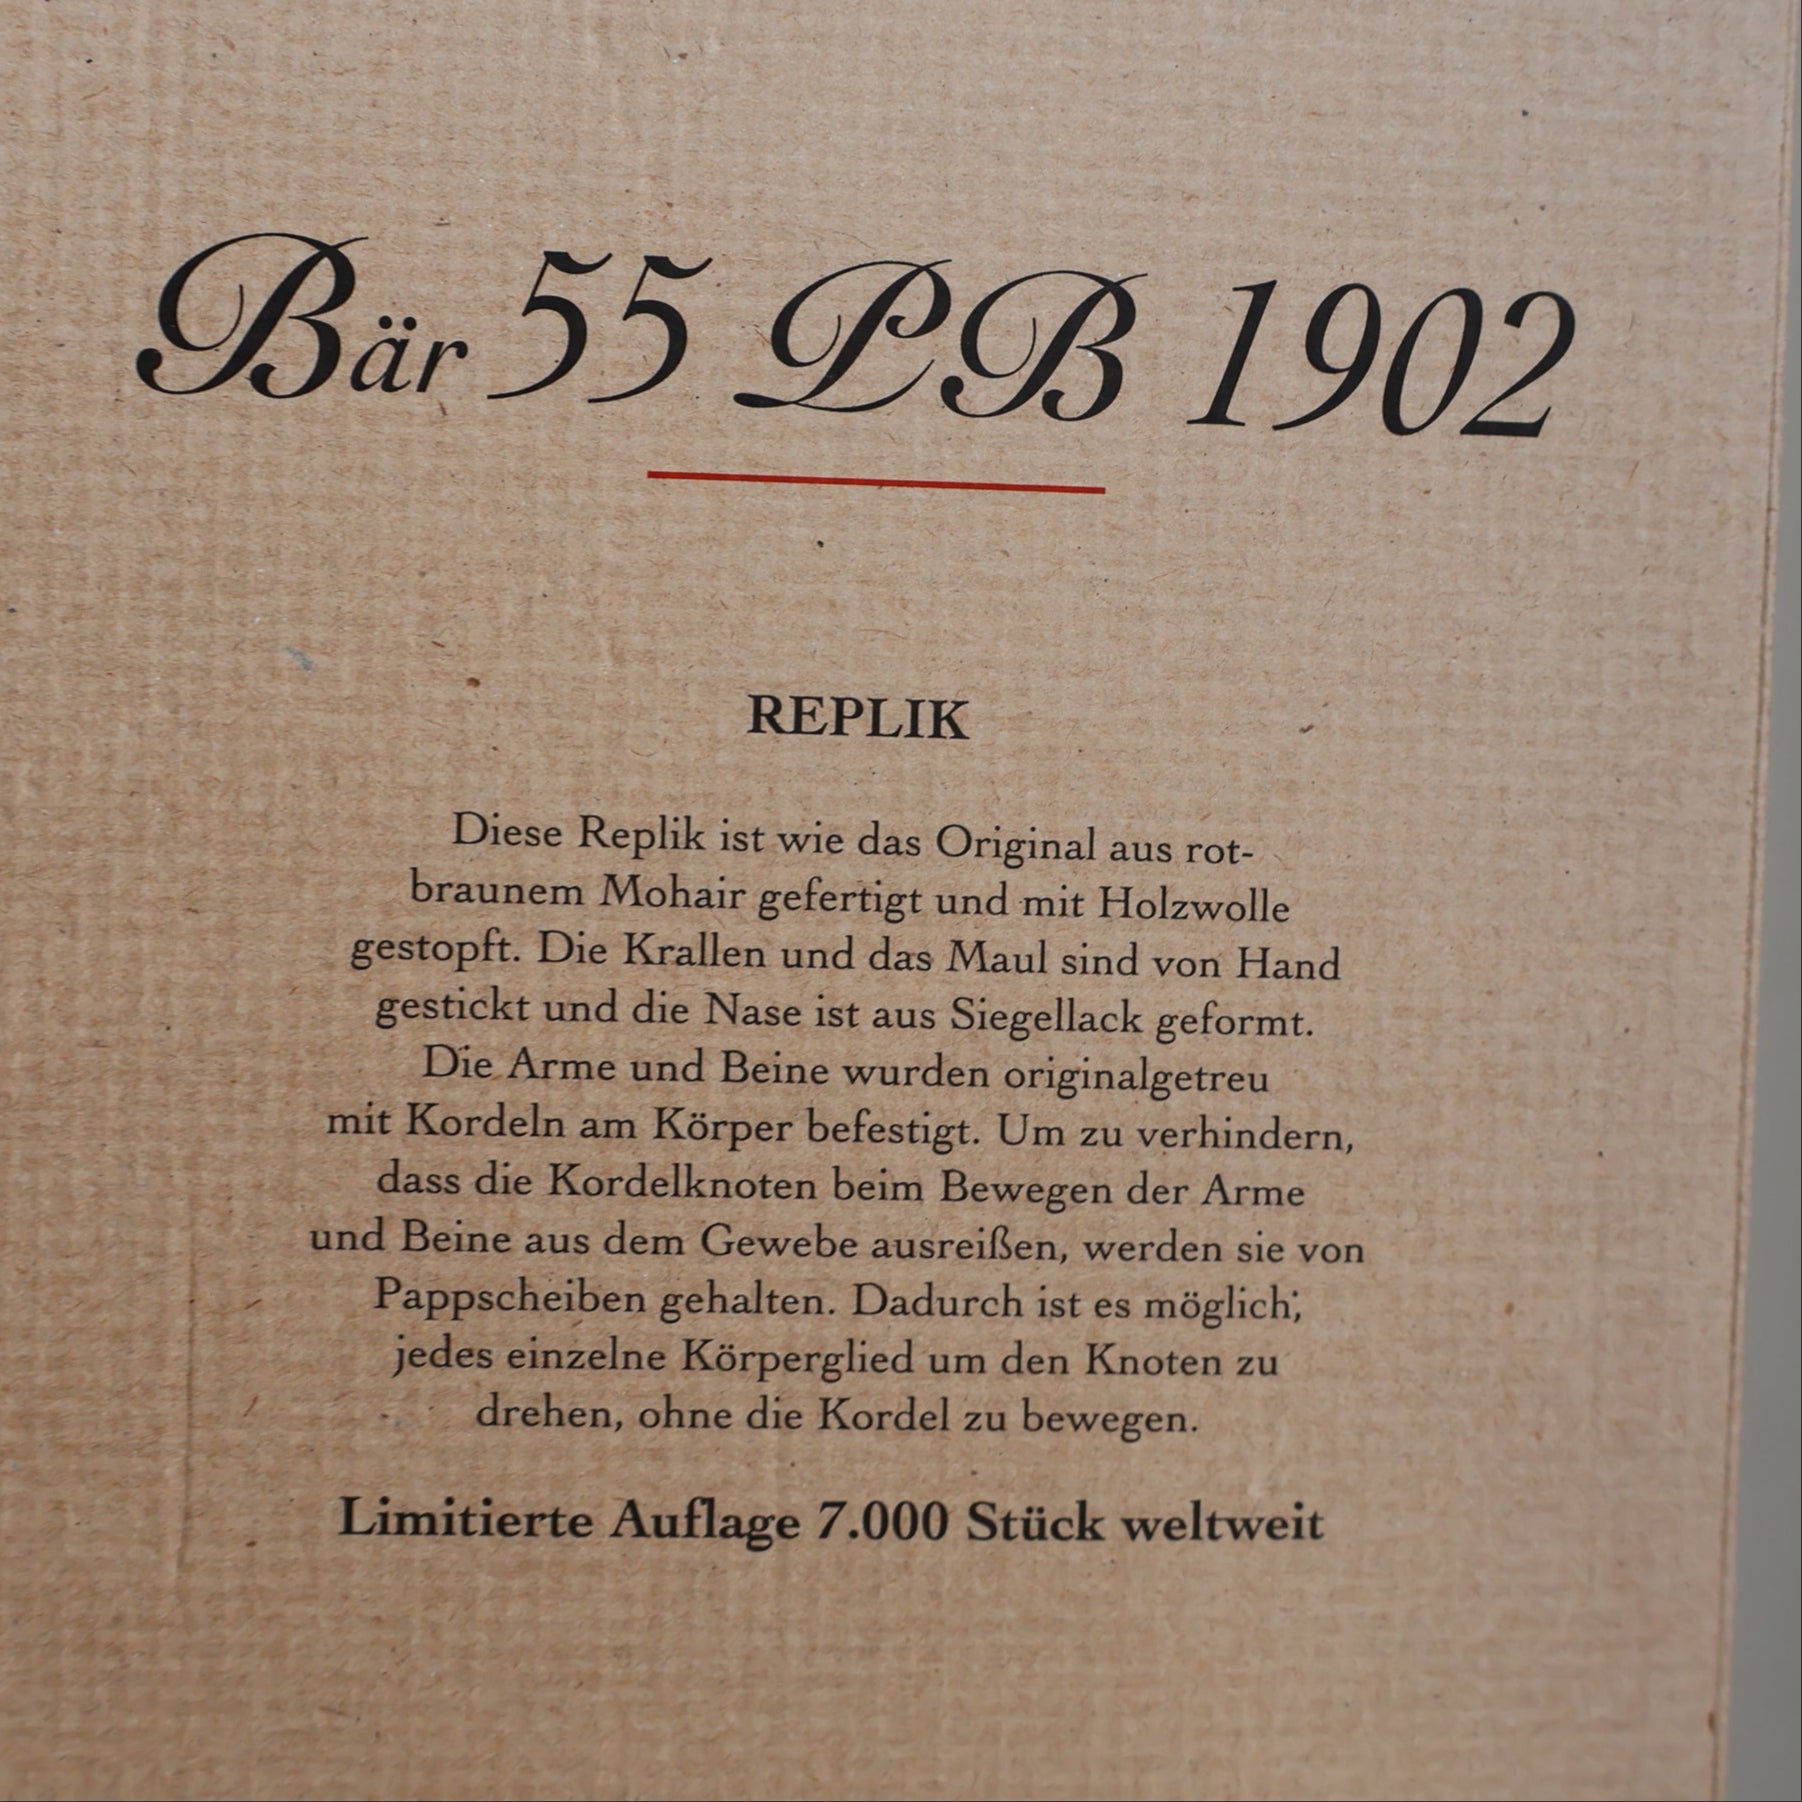 Bär 55 PB 1902
REPLIK
Diese Replik ist wie das Original aus rot-
braunem Mohair gefertigt und mit Holzwolle
gestopft. Die Krallen und das Maul sind von Hand
gestickt und die Nase ist aus Siegellack geformt.
Die Arme und Beine wurden originalgetreu
mit Kordeln am Körper befestigt. Um zu verhindern,
dass die Kordelknoten beim Bewegen der Arme
und Beine aus dem Gewebe ausreißen, werden sie von
Pappscheiben gehalten. Dadurch ist es möglich,
jedes einzelne Körperglied um den Knoten zu
drehen, ohne die Kordel zu bewegen.
Limitierte Auflage 7.000 Stück weltweit